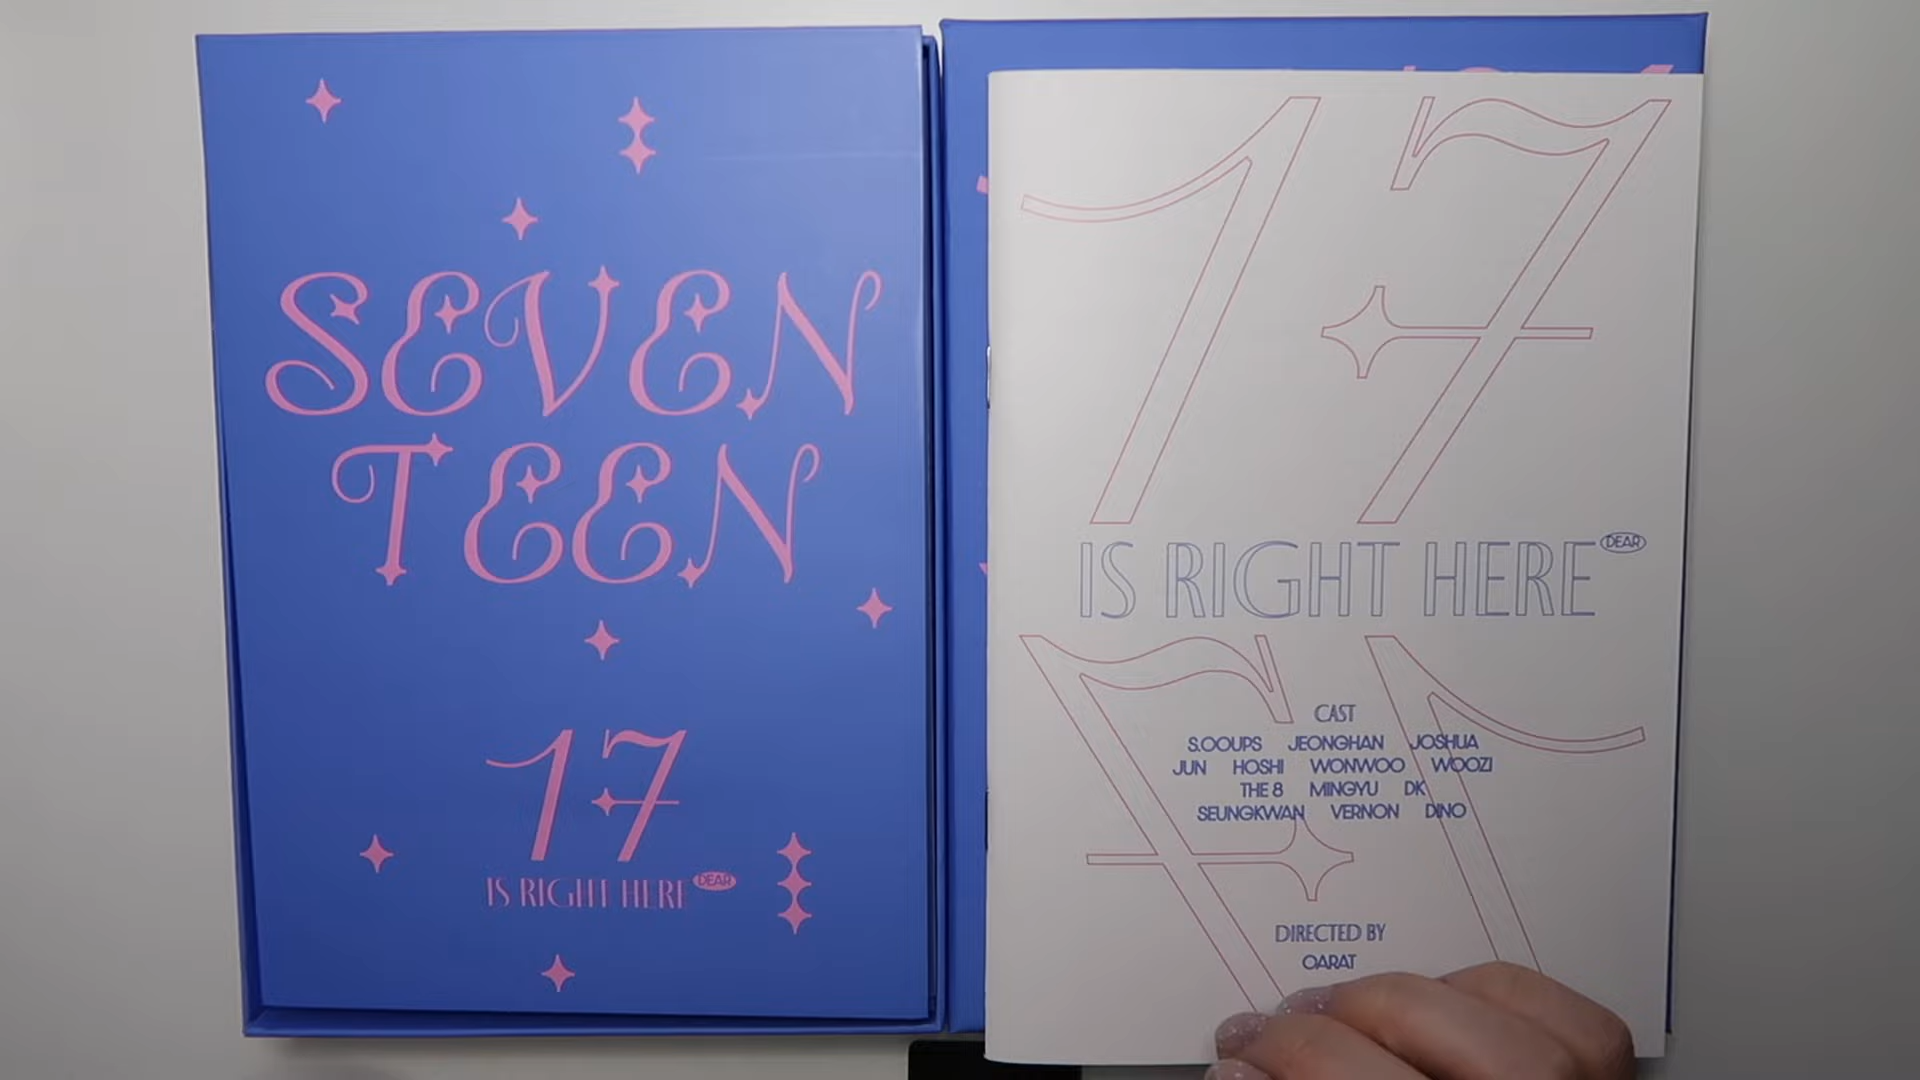 SEVEN
TEEN
17
IS RIGHT HERE DEAR
17
IS RIGHT HERE DEAR
17
CAST
S.COUPS JEONGHAN JOSHUA
JUN HOSHI WONWOO WOOZI
THE 8 MINGYU DK
SEUNGKWAN VERNON DINO
DIRECTED BY
CARAT